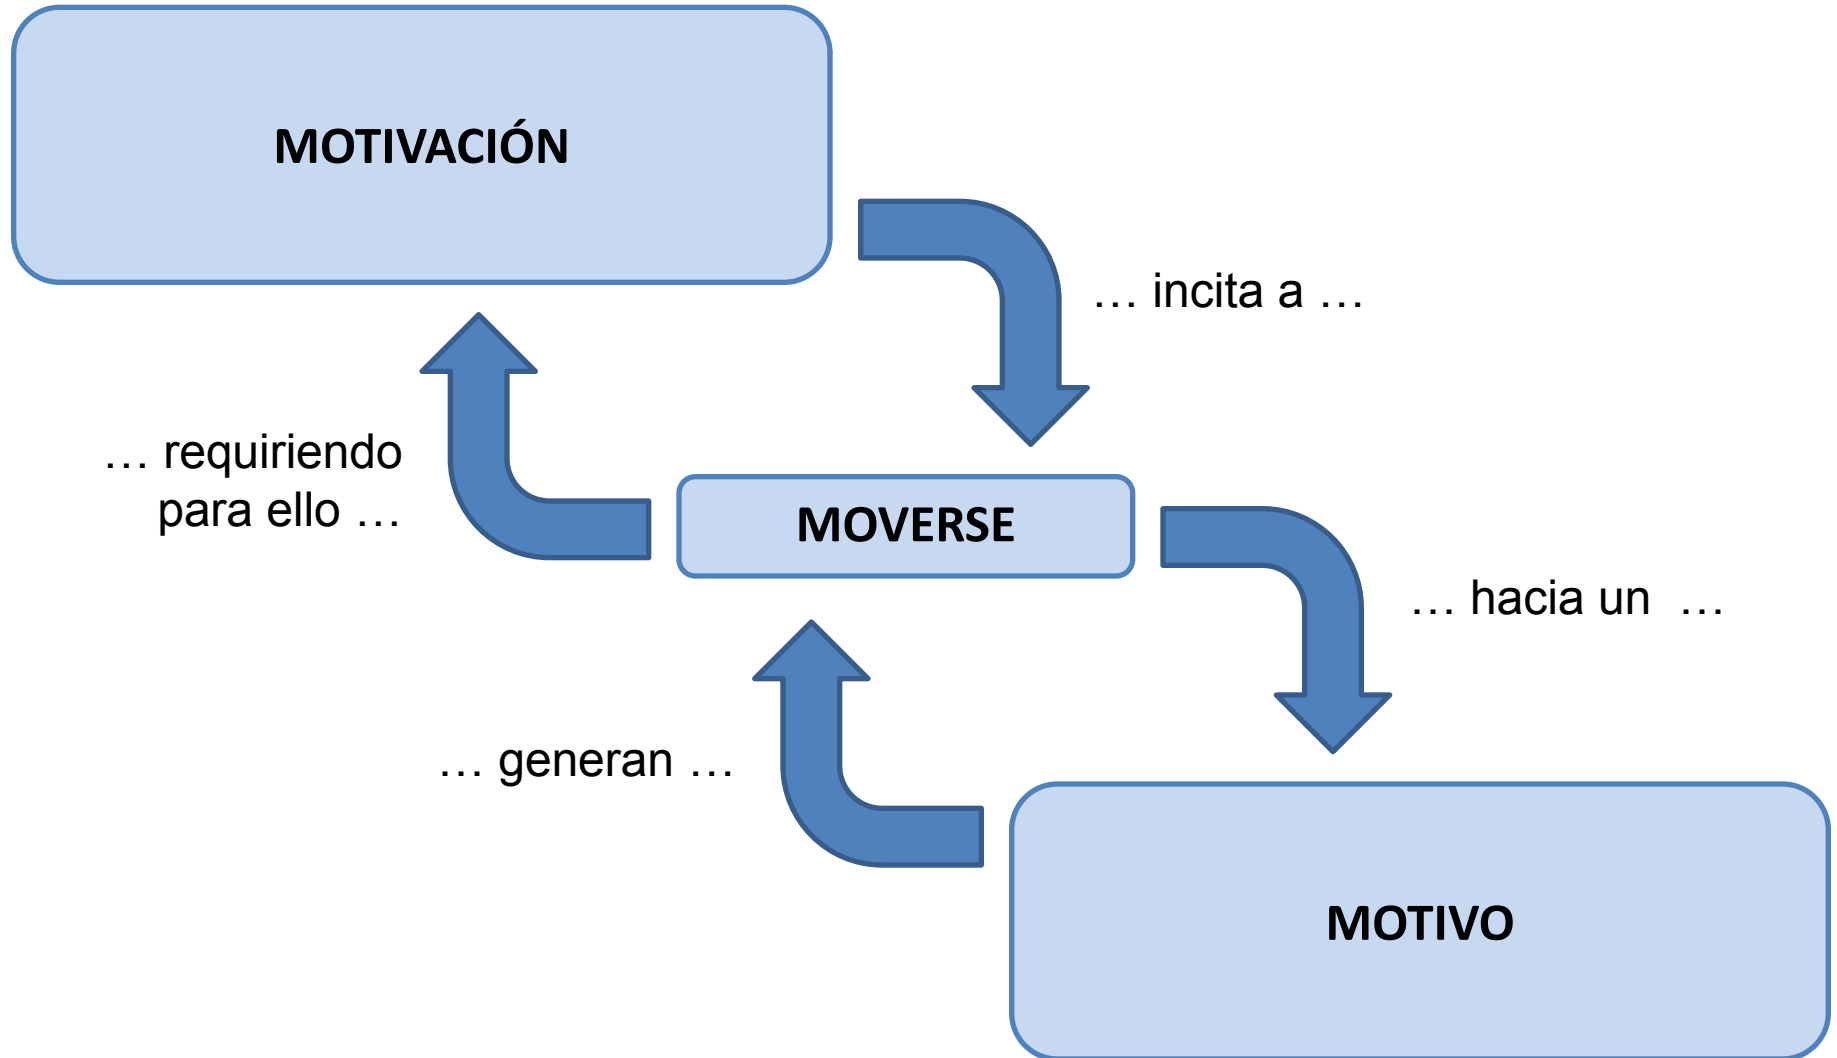 MOTIVACIÓN
… incita a …
… requiriendo
para ello …
MOVERSE
… hacia un …
… generan …
MOTIVO